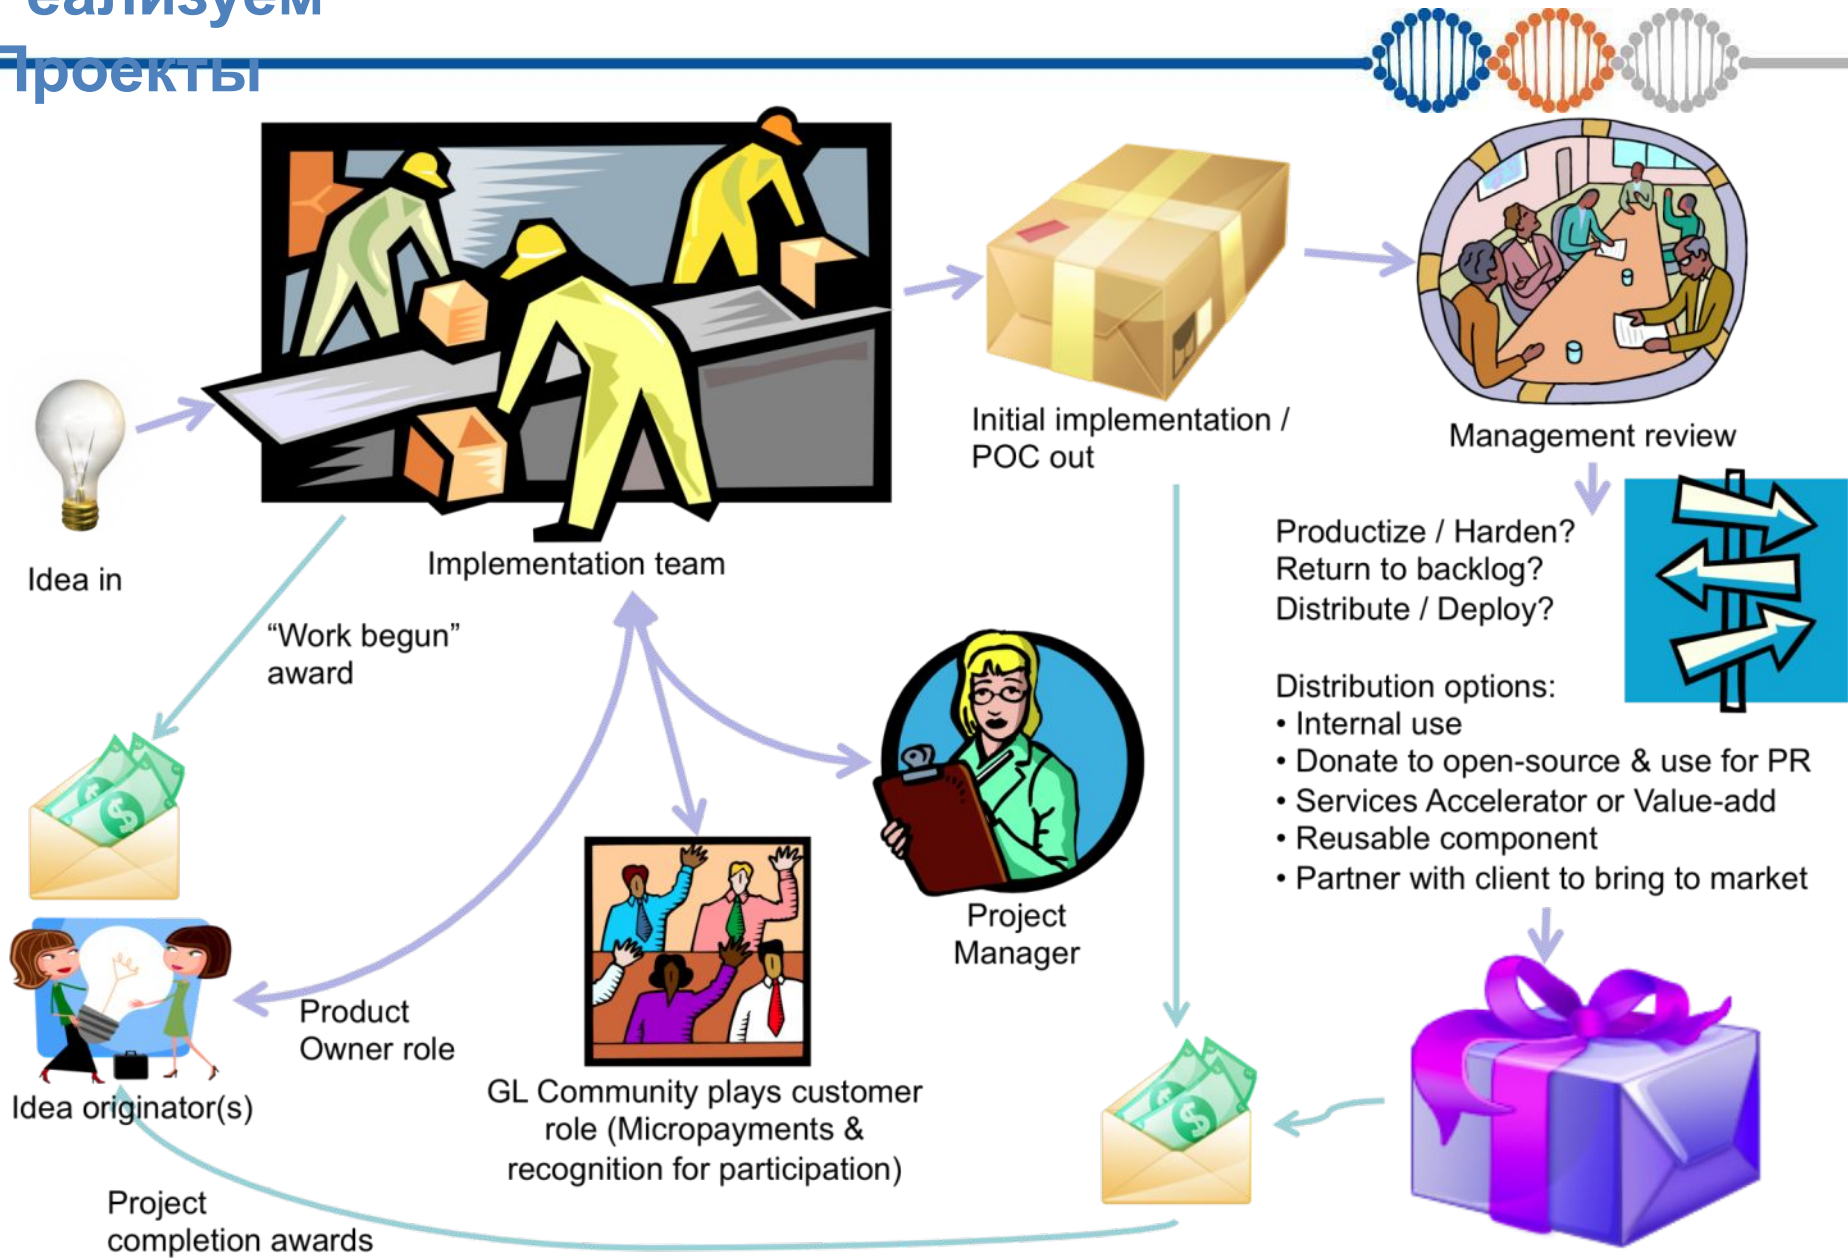 еализуем
Проекты
Initial implementation /
POC out
Management review
Idea in
Implementation team
Productize / Harden?
Return to backlog?
Distribute / Deploy?
“Work begun”
award
Distribution options:
• Internal use
• Donate to open-source & use for PR
• Services Accelerator or Value-add
• Reusable component
• Partner with client to bring to market
Project
Manager
Product
Owner role
Idea originator(s)
GL Community plays customer
role (Micropayments &
recognition for participation)
Project
completion awards